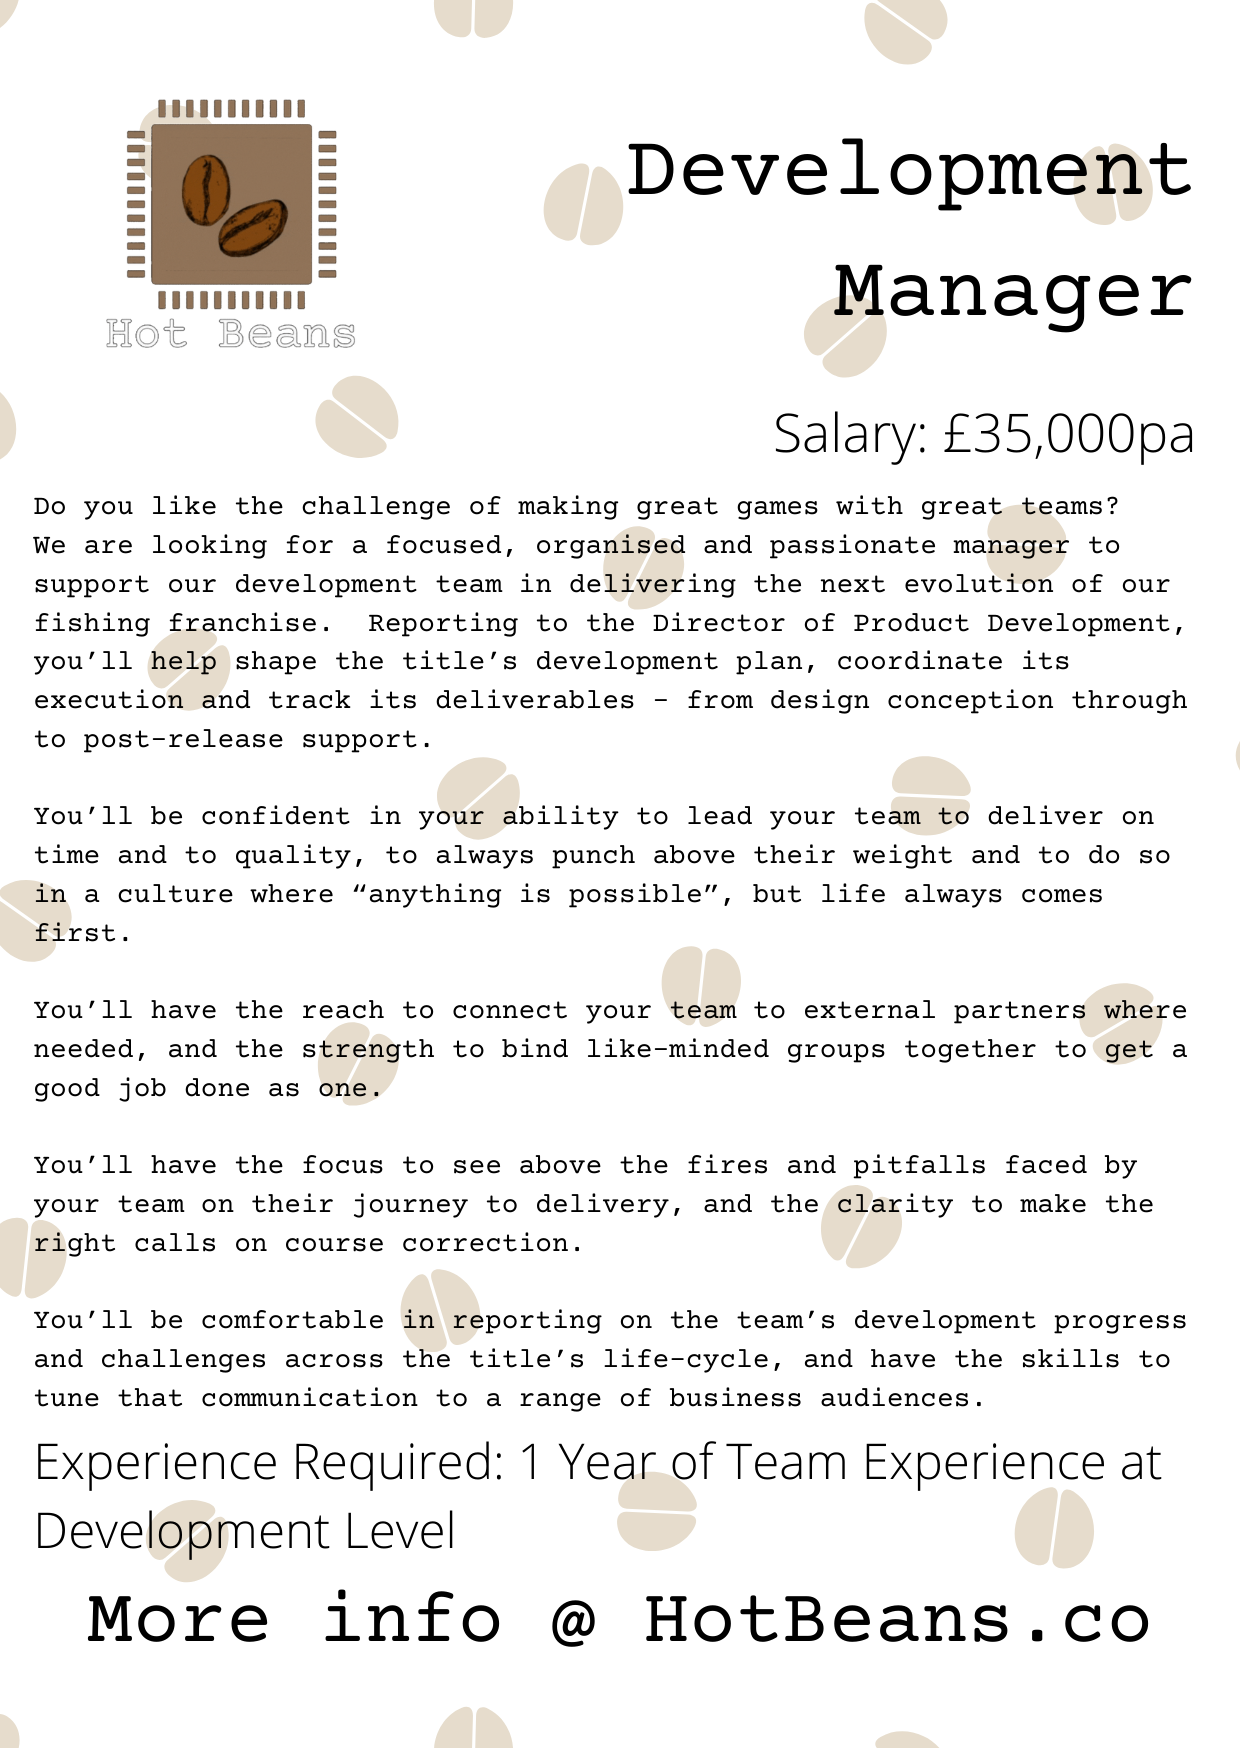 Hot Beans
Development
Manager
Salary: £35,000pa
Do you like the challenge of making great games with great teams?
We are looking for a focused, organised and passionate manager to
support our development team in delivering the next evolution of our
fishing franchise.  Reporting to the Director of Product Development,
you’ll help shape the title’s development plan, coordinate its
execution and track its deliverables – from design conception through
to post-release support.
You’ll be confident in your ability to lead your team to deliver on
time and to quality, to always punch above their weight and to do so
in a culture where “anything is possible”, but life always comes
first.
You’ll have the reach to connect your team to external partners where
needed, and the strength to bind like-minded groups together to get a
good job done as one.
You’ll have the focus to see above the fires and pitfalls faced by
your team on their journey to delivery, and the clarity to make the
right calls on course correction.
You’ll be comfortable in reporting on the team’s development progress
and challenges across the title’s life-cycle, and have the skills to
tune that communication to a range of business audiences.
Experience Required: 1 Year of Team Experience at
Development Level
More info @ HotBeans.co